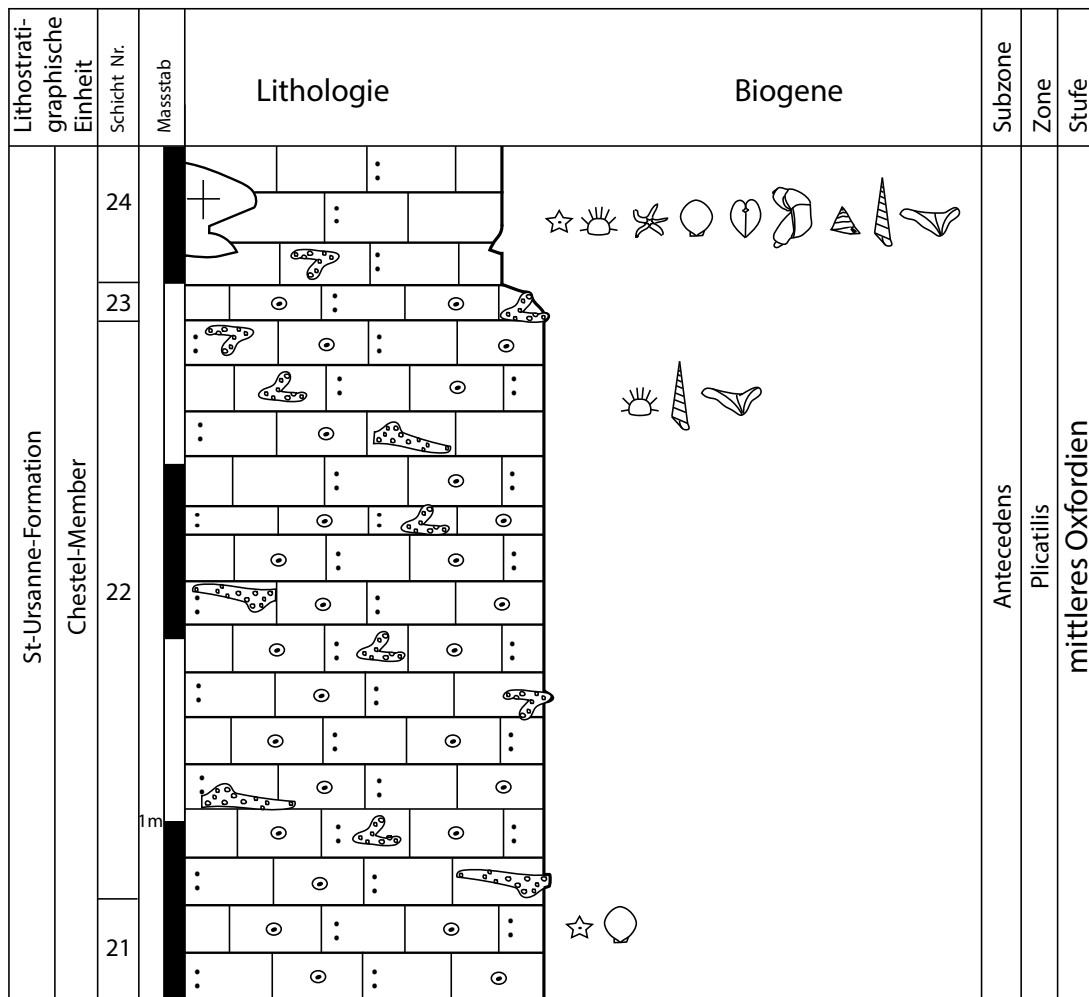 Lithostrati-
graphische
Einheit
Schicht Nr.
Massstab
Lithologie
Biogene
Subzone
Zone
Stufe
24
23
22
21
1m
St-Ursanne-Formation
Chestel-Member
Antecedens
Plicatilis
mittleres Oxfordien